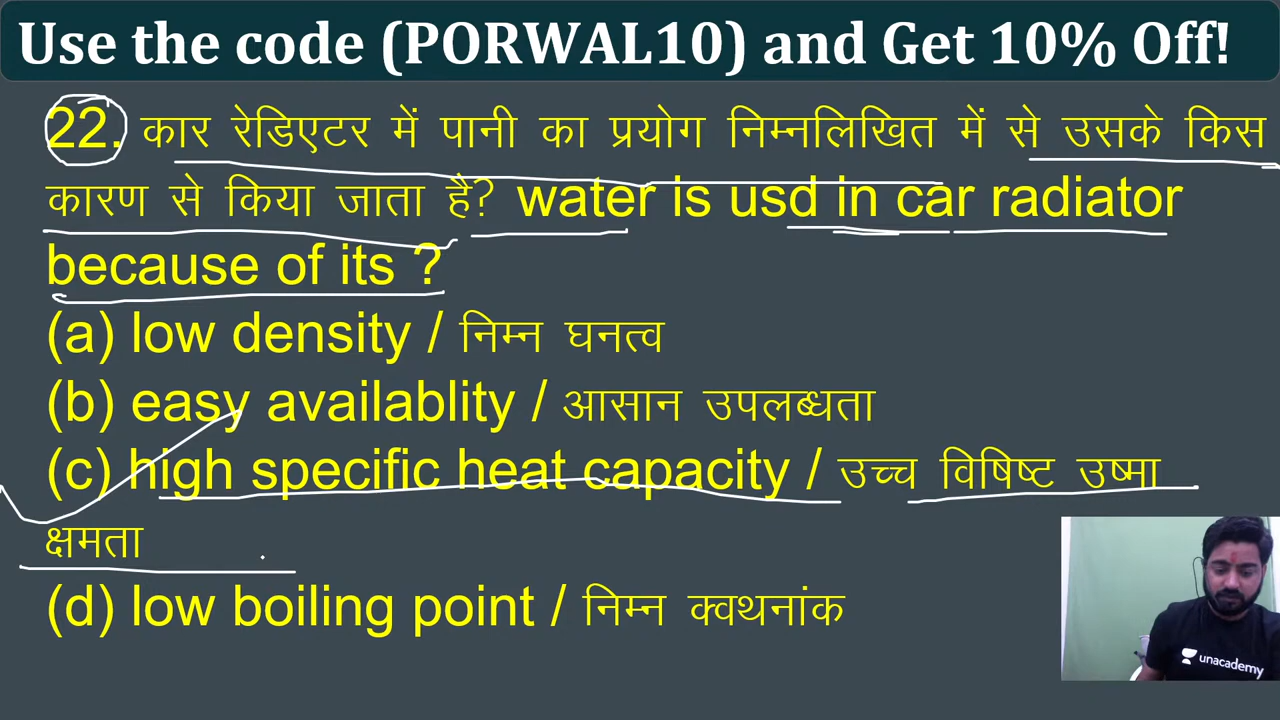 Use the code (PORWAL10) and Get 10% Off!
22. कार रेडिएटर में पानी का प्रयोग निम्नलिखित में से उसके किस
कारण से किया जाता है? water is usd in car radiator
because of its ?
(a) low density / निम्न घनत्व
(b) easy availablity / आसान उपलब्धता
(c) high specific heat capacity / उच्च विषिष्ट उष्मा
क्षमता
(d) low boiling point / निम्न क्वथनांक
unacademy